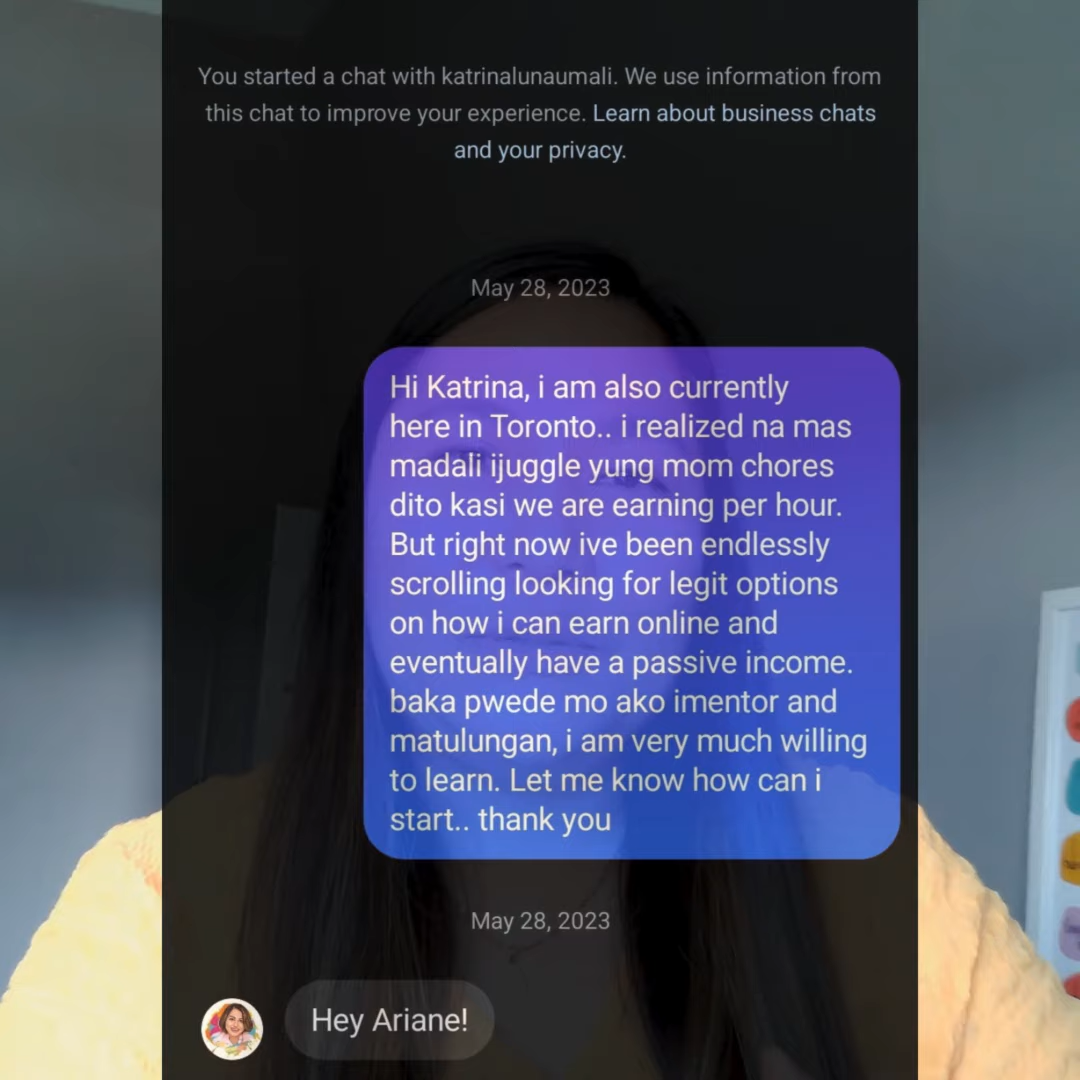 You started a chat with katrinalunaumali. We use information from
this chat to improve your experience. Learn about business chats
and your privacy.
May 28, 2023
Hi Katrina, i am also currently
here in Toronto.. i realized na mas
madali ijuggle yung mom chores
dito kasi we are earning per hour.
But right now ive been endlessly
scrolling looking for legit options
on how i can earn online and
eventually have a passive income.
baka pwede mo ako imentor and
matulungan, i am very much willing
to learn. Let me know how can i
start.. thank you
May 28, 2023
Hey Ariane!